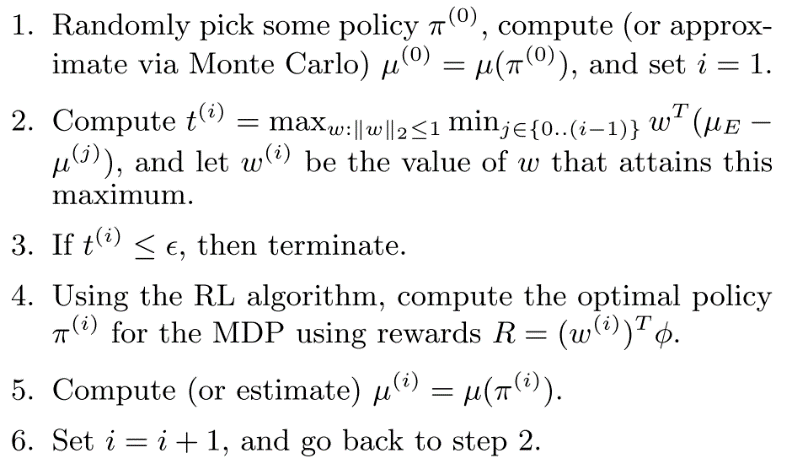 1. Randomly pick some policy π⁽⁰⁾, compute (or approx-
imate via Monte Carlo) μ⁽⁰⁾ = μ(π⁽⁰⁾), and set i = 1.
2. Compute t⁽ⁱ⁾ = max_{w:‖w‖₂≤1} min_{j∈{0..(i−1)}} wᵀ(μ_E −
μ⁽ʲ⁾), and let w⁽ⁱ⁾ be the value of w that attains this
maximum.
3. If t⁽ⁱ⁾ ≤ ϵ, then terminate.
4. Using the RL algorithm, compute the optimal policy
π⁽ⁱ⁾ for the MDP using rewards R = (w⁽ⁱ⁾)ᵀϕ.
5. Compute (or estimate) μ⁽ⁱ⁾ = μ(π⁽ⁱ⁾).
6. Set i = i + 1, and go back to step 2.